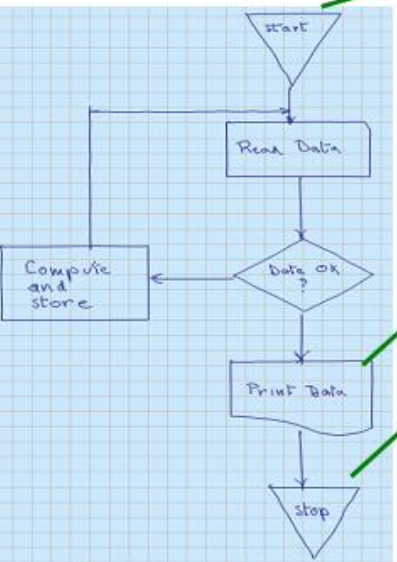 start
Read Data
Data OK
?
Compute
and
store
Print Data
stop